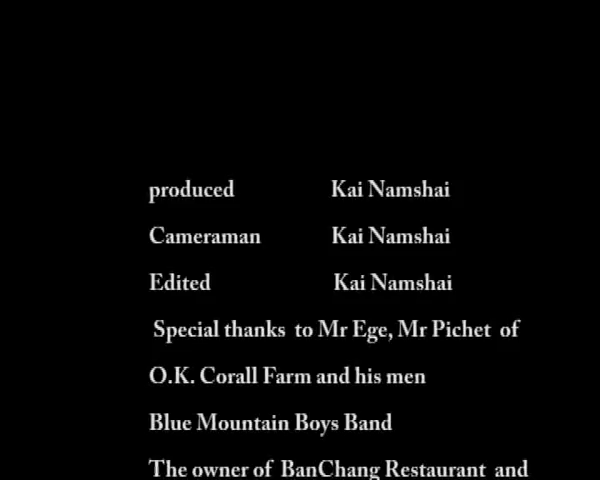 produced Kai Namshai
Cameraman Kai Namshai
Edited Kai Namshai
Special thanks to Mr Ege, Mr Pichet of
O.K. Corall Farm and his men
Blue Mountain Boys Band
The owner of BanChang Restaurant and